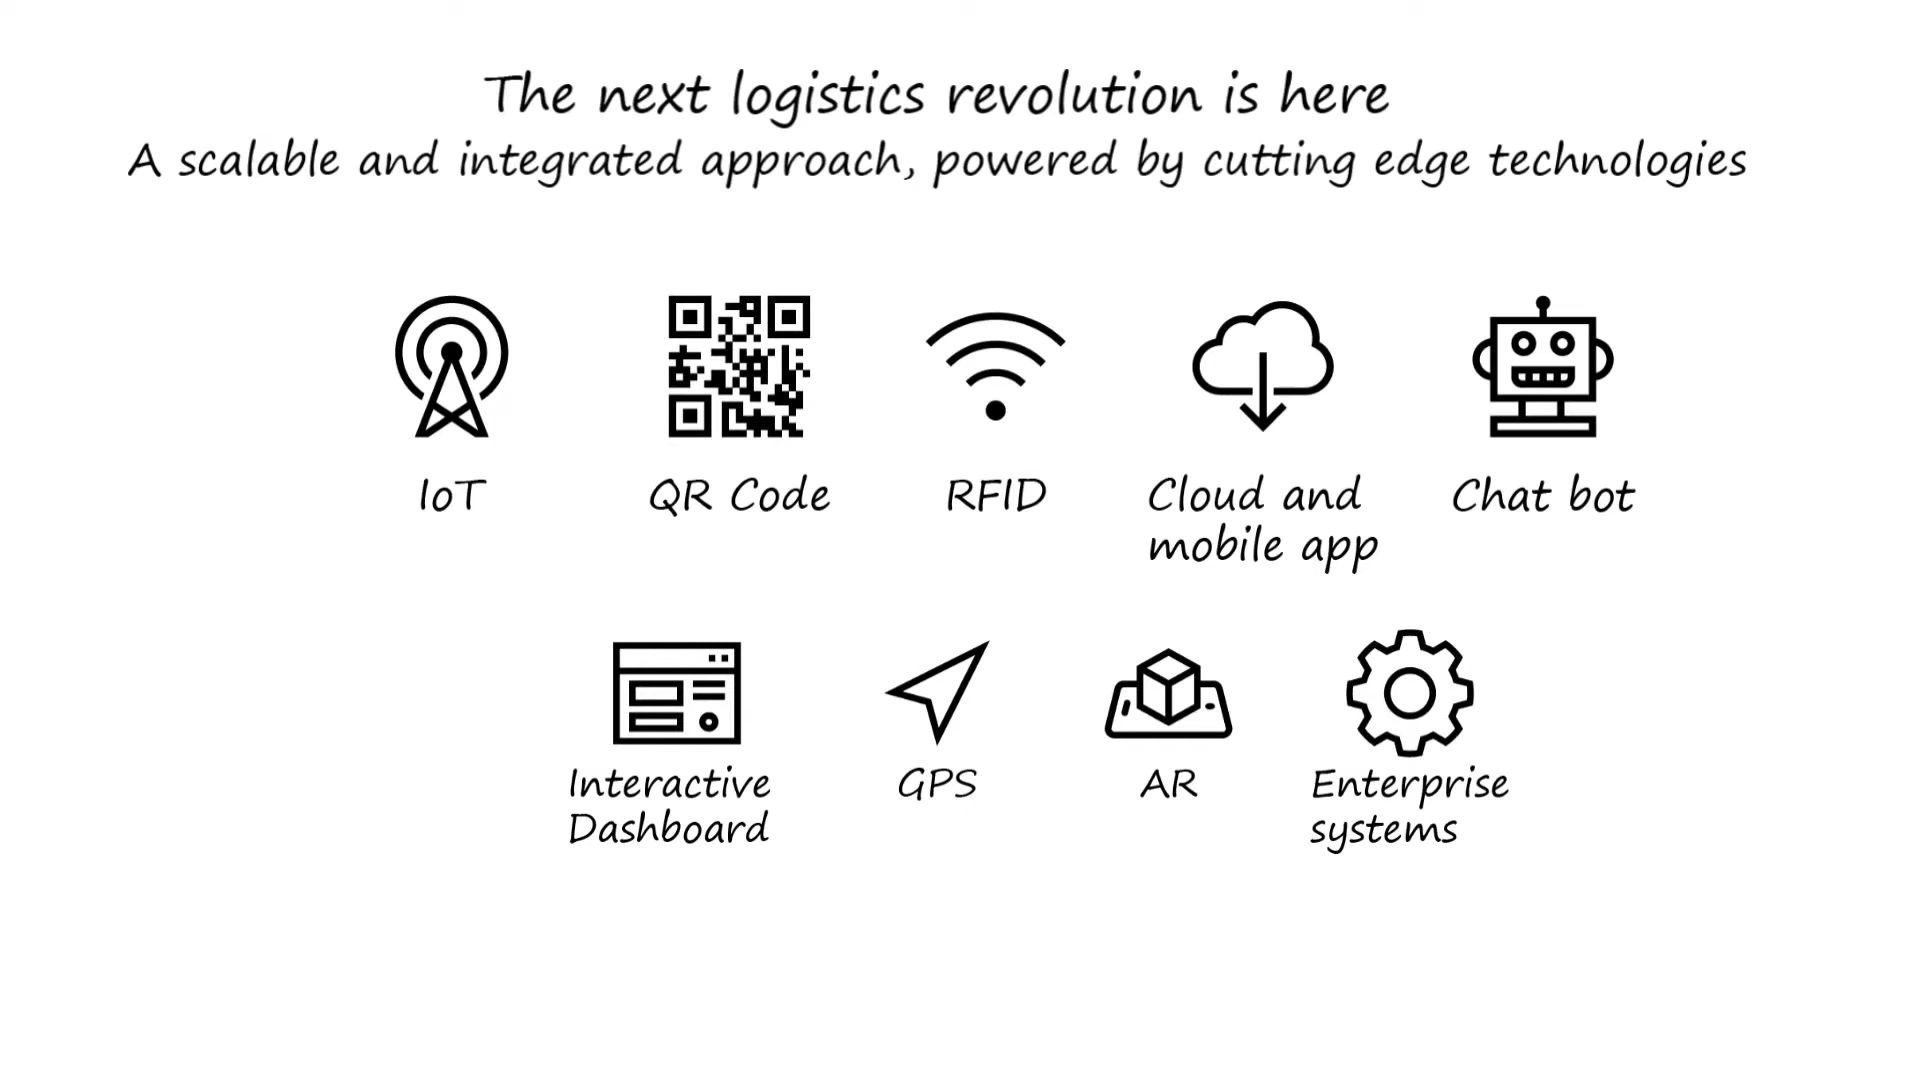 The next logistics revolution is here
A scalable and integrated approach, powered by cutting edge technologies
IoT
QR Code
RFID
Cloud and
mobile app
Chat bot
Interactive
Dashboard
GPS
AR
Enterprise
systems